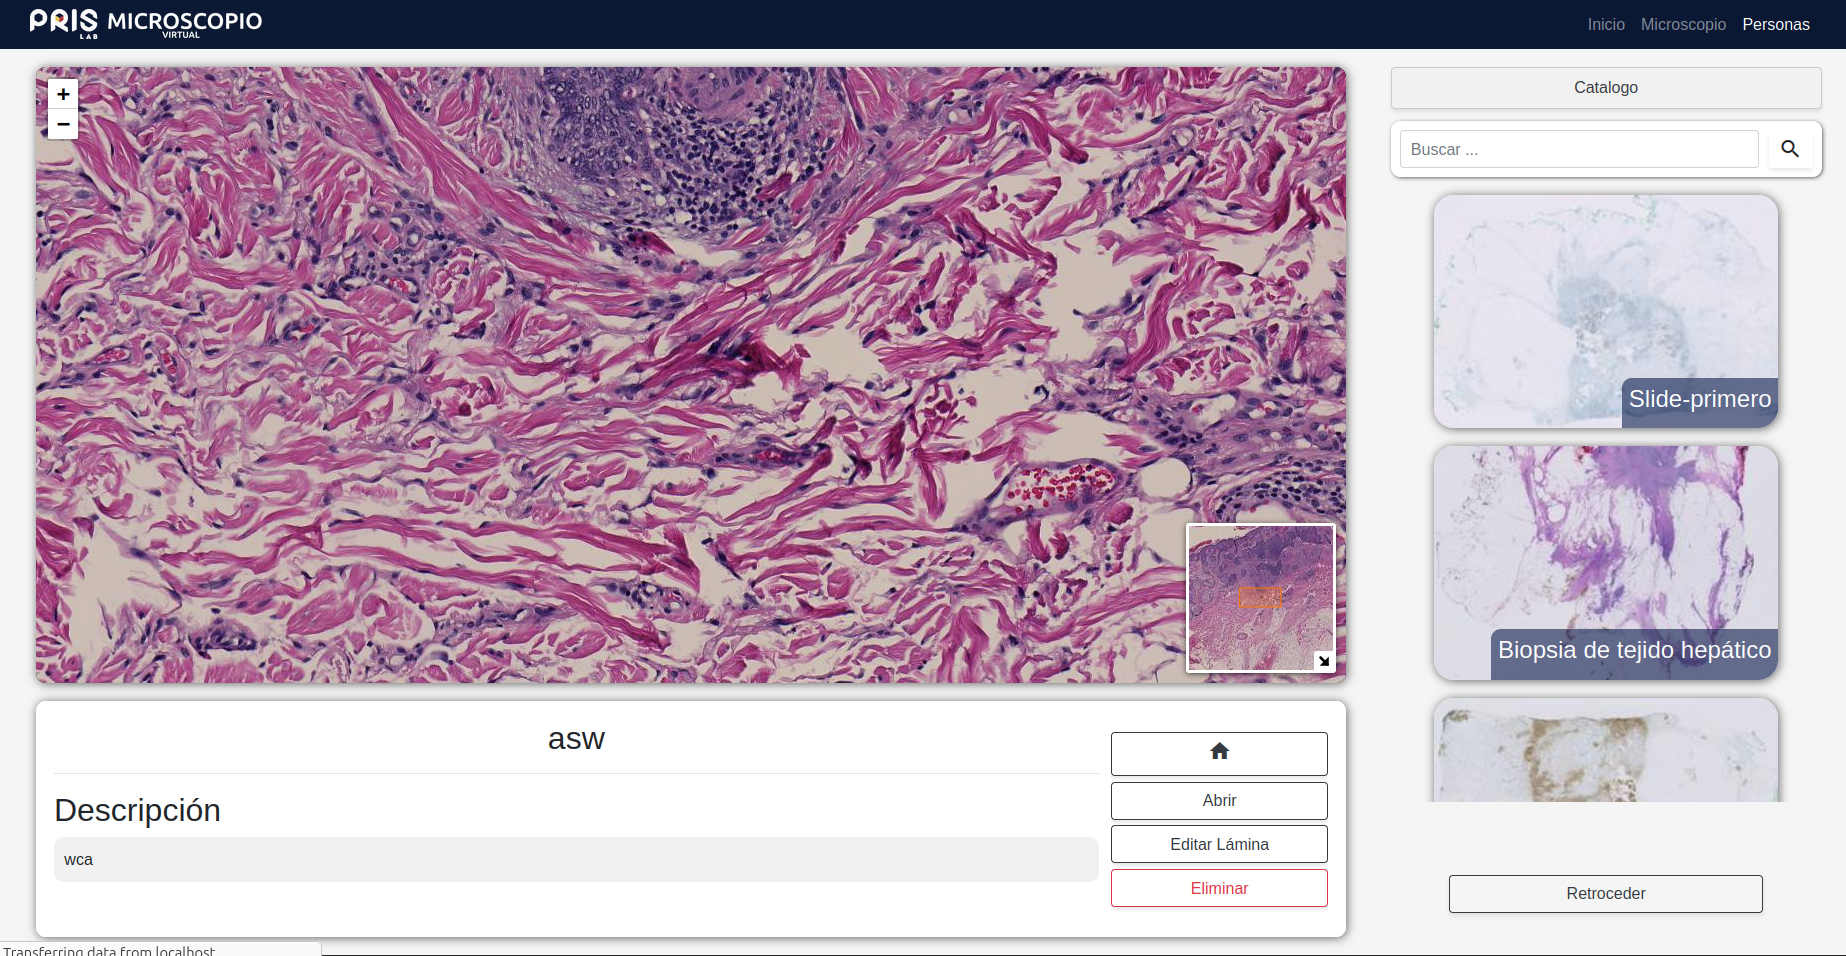 PRIS LAB MICROSCOPIO VIRTUAL
Inicio Microscopio Personas
+
−
asw
Descripción
wca
Abrir
Editar Lámina
Eliminar
Catalogo
Buscar ...
Slide-primero
Biopsia de tejido hepático
Retroceder
Transferring data from localhost